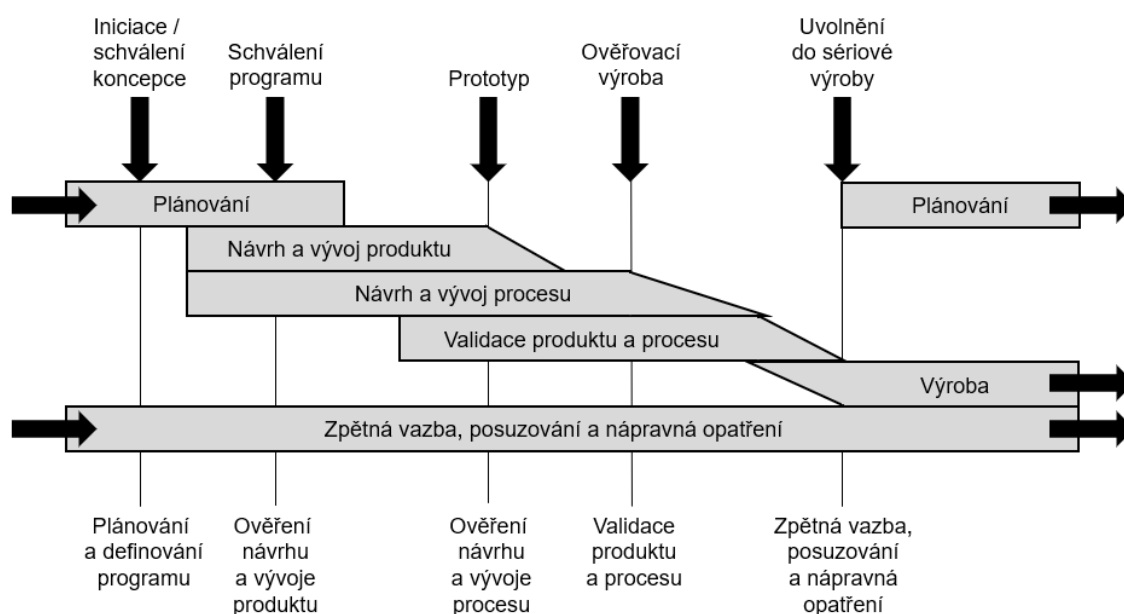 Iniciace /
schválení
koncepce
Schválení
programu
Prototyp
Ověřovací
výroba
Uvolnění
do sériové
výroby
Plánování
Plánování
Návrh a vývoj produktu
Návrh a vývoj procesu
Validace produktu a procesu
Výroba
Zpětná vazba, posuzování a nápravná opatření
Plánování
a definování
programu
Ověření
návrhu
a vývoje
produktu
Ověření
návrhu
a vývoje
procesu
Validace
produktu
a procesu
Zpětná vazba,
posuzování
a nápravná
opatření